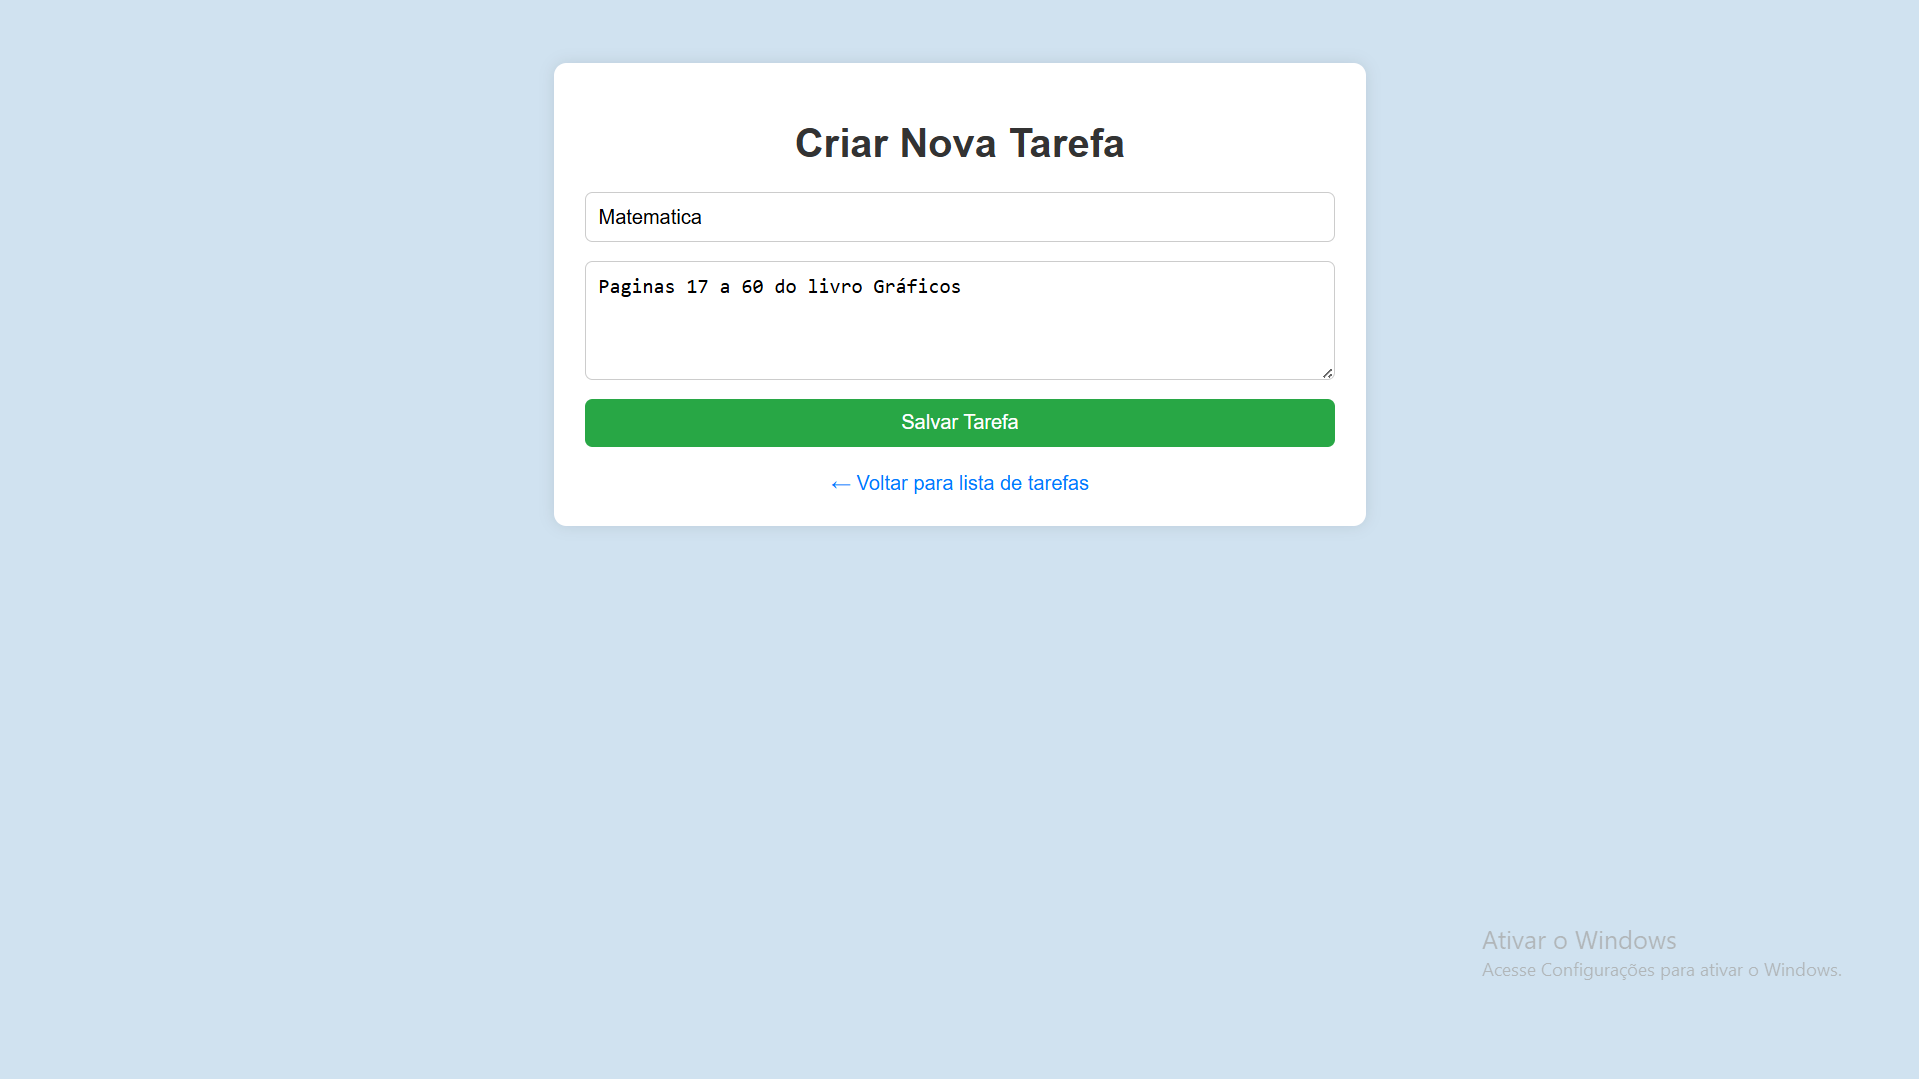 Criar Nova Tarefa
Matematica
Paginas 17 a 60 do livro Gráficos
Salvar Tarefa
← Voltar para lista de tarefas
Ativar o Windows
Acesse Configurações para ativar o Windows.